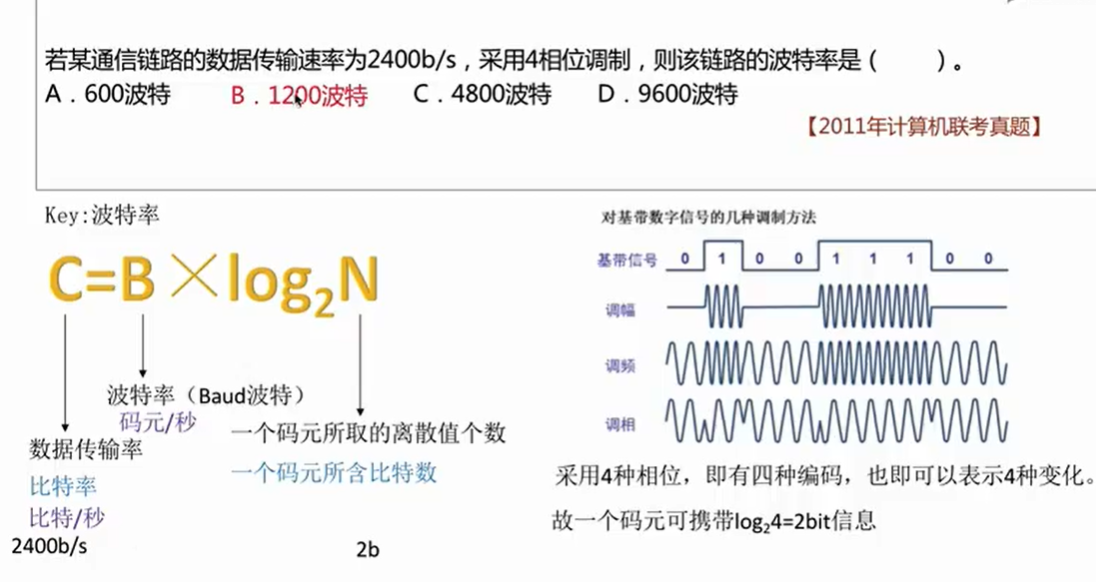 若某通信链路的数据传输速率为2400b/s，采用4相位调制，则该链路的波特率是（　　）。
A．600波特 B．1200波特 C．4800波特 D．9600波特
【2011年计算机联考真题】
Key:波特率
C=B×log₂N
波特率（Baud波特）
码元/秒
一个码元所取的离散值个数
一个码元所含比特数
数据传输率
比特率
比特/秒
2400b/s
2b
对基带数字信号的几种调制方法
基带信号 0 1 0 0 1 1 1 0 0
调幅
调频
调相
采用4种相位，即有四种编码，也即可以表示4种变化。
故一个码元可携带log₂4=2bit信息